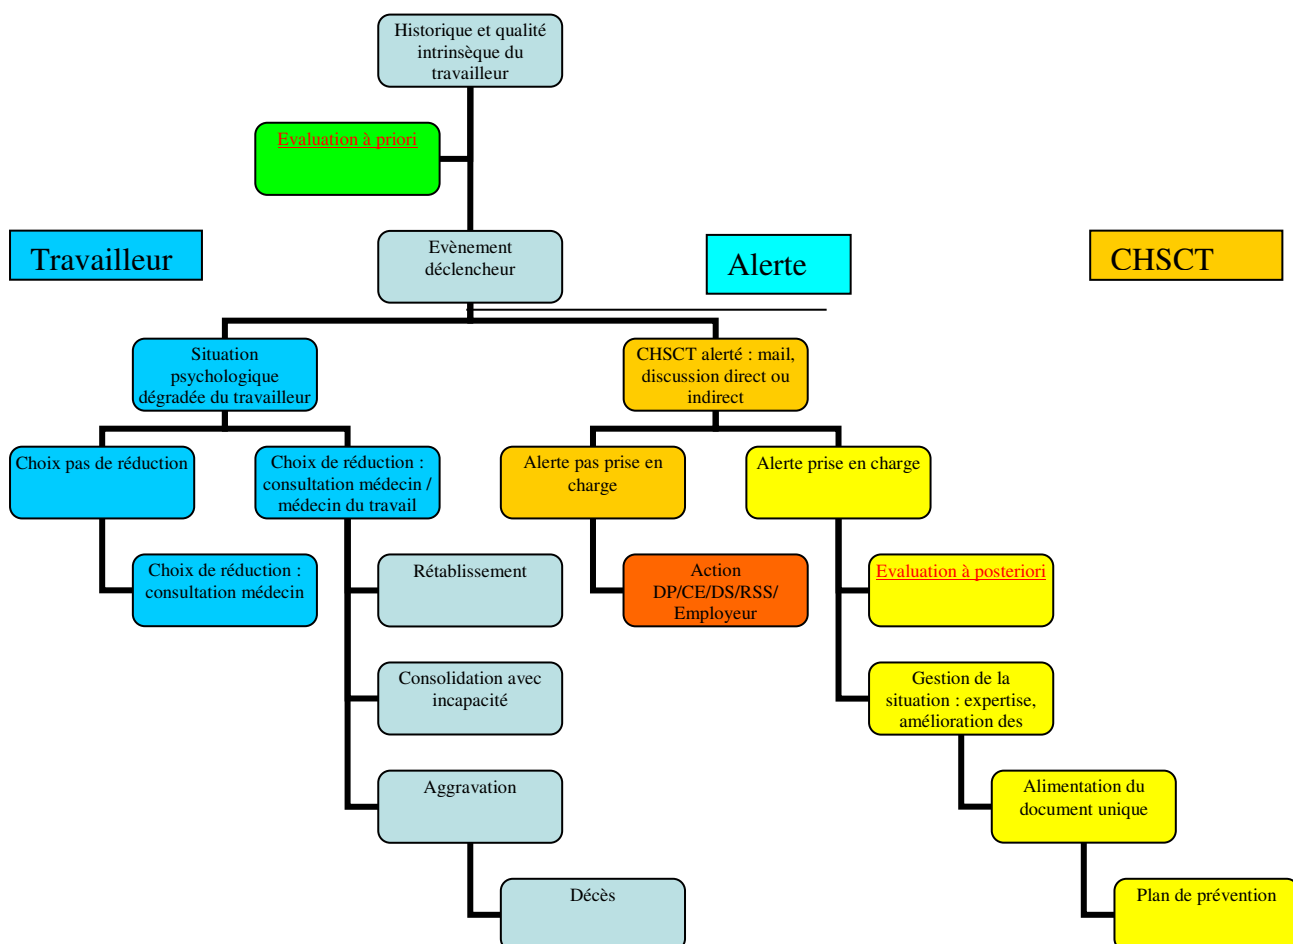 Historique et qualité
intrinsèque du
travailleur
Evaluation à priori
Travailleur
Evènement
déclencheur
Alerte
CHSCT
Situation
psychologique
dégradée du travailleur
CHSCT alerté : mail,
discussion direct ou
indirect
Choix pas de réduction
Choix de réduction :
consultation médecin /
médecin du travail
Alerte pas prise en
charge
Alerte prise en charge
Choix de réduction :
consultation médecin
Rétablissement
Action
DP/CE/DS/RSS/
Employeur
Evaluation à posteriori
Consolidation avec
incapacité
Gestion de la
situation : expertise,
amélioration des
Aggravation
Alimentation du
document unique
Décès
Plan de prévention